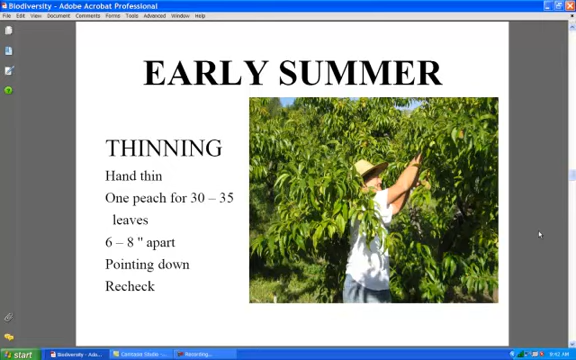 Biodiversity - Adobe Acrobat Professional
File Edit View Document Comments Forms Tools Advanced Window Help
EARLY SUMMER
THINNING
Hand thin
One peach for 30 – 35
leaves
6 – 8 " apart
Pointing down
Recheck
start Biodiversity - Ado... Camtasia Studio - ... Recording... 9:42 AM